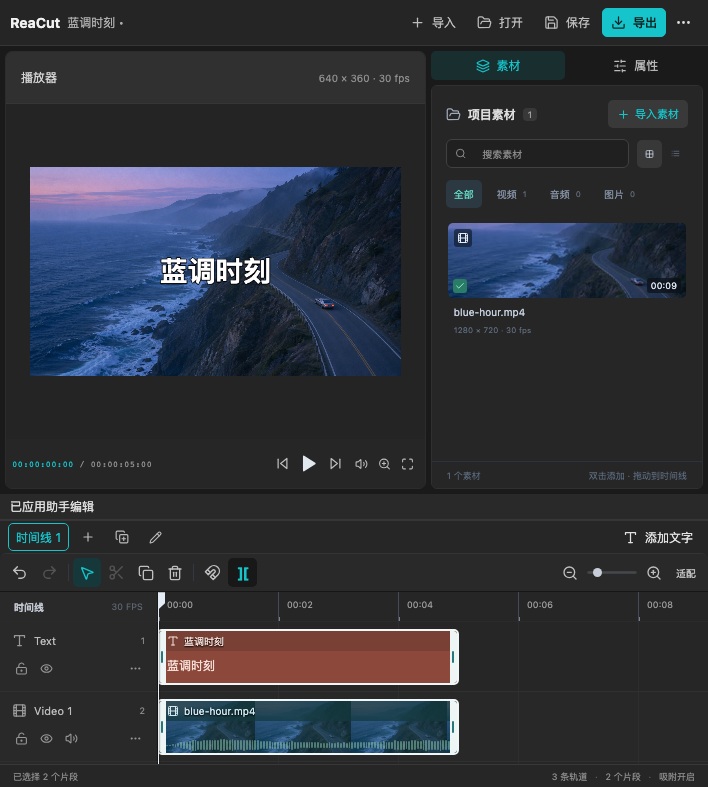 ReaCut 蓝调时刻 •
导入 打开 保存 导出
播放器 640 × 360 · 30 fps
蓝调时刻
00:00:00:00 / 00:00:05:00
素材 属性
项目素材 1 导入素材
搜索素材
全部 视频 1 音频 0 图片 0
00:09
blue-hour.mp4
1280 × 720 · 30 fps
1 个素材 双击添加 · 拖动到时间线
已应用助手编辑
时间线 1 添加文字
适配
时间线 30 FPS 00:00 00:02 00:04 00:06 00:08
Text 1
蓝调时刻
蓝调时刻
Video 1 2
blue-hour.mp4
已选择 2 个片段 3 条轨道 · 2 个片段 · 吸附开启